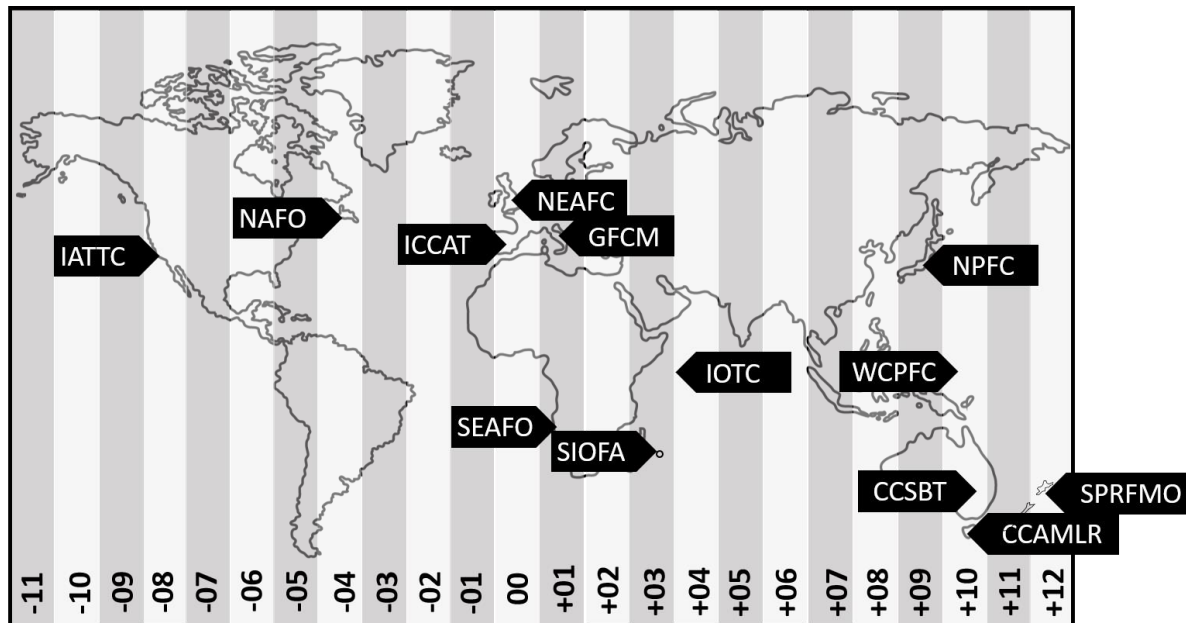 NEAFC
NAFO
GFCM
ICCAT
IATTC
NPFC
IOTC
WCPFC
SEAFO
SIOFA
CCSBT
SPRFMO
CCAMLR
-11 -10 -09 -08 -07 -06 -05 -04 -03 -02 -01 00 +01 +02 +03 +04 +05 +06 +07 +08 +09 +10 +11 +12